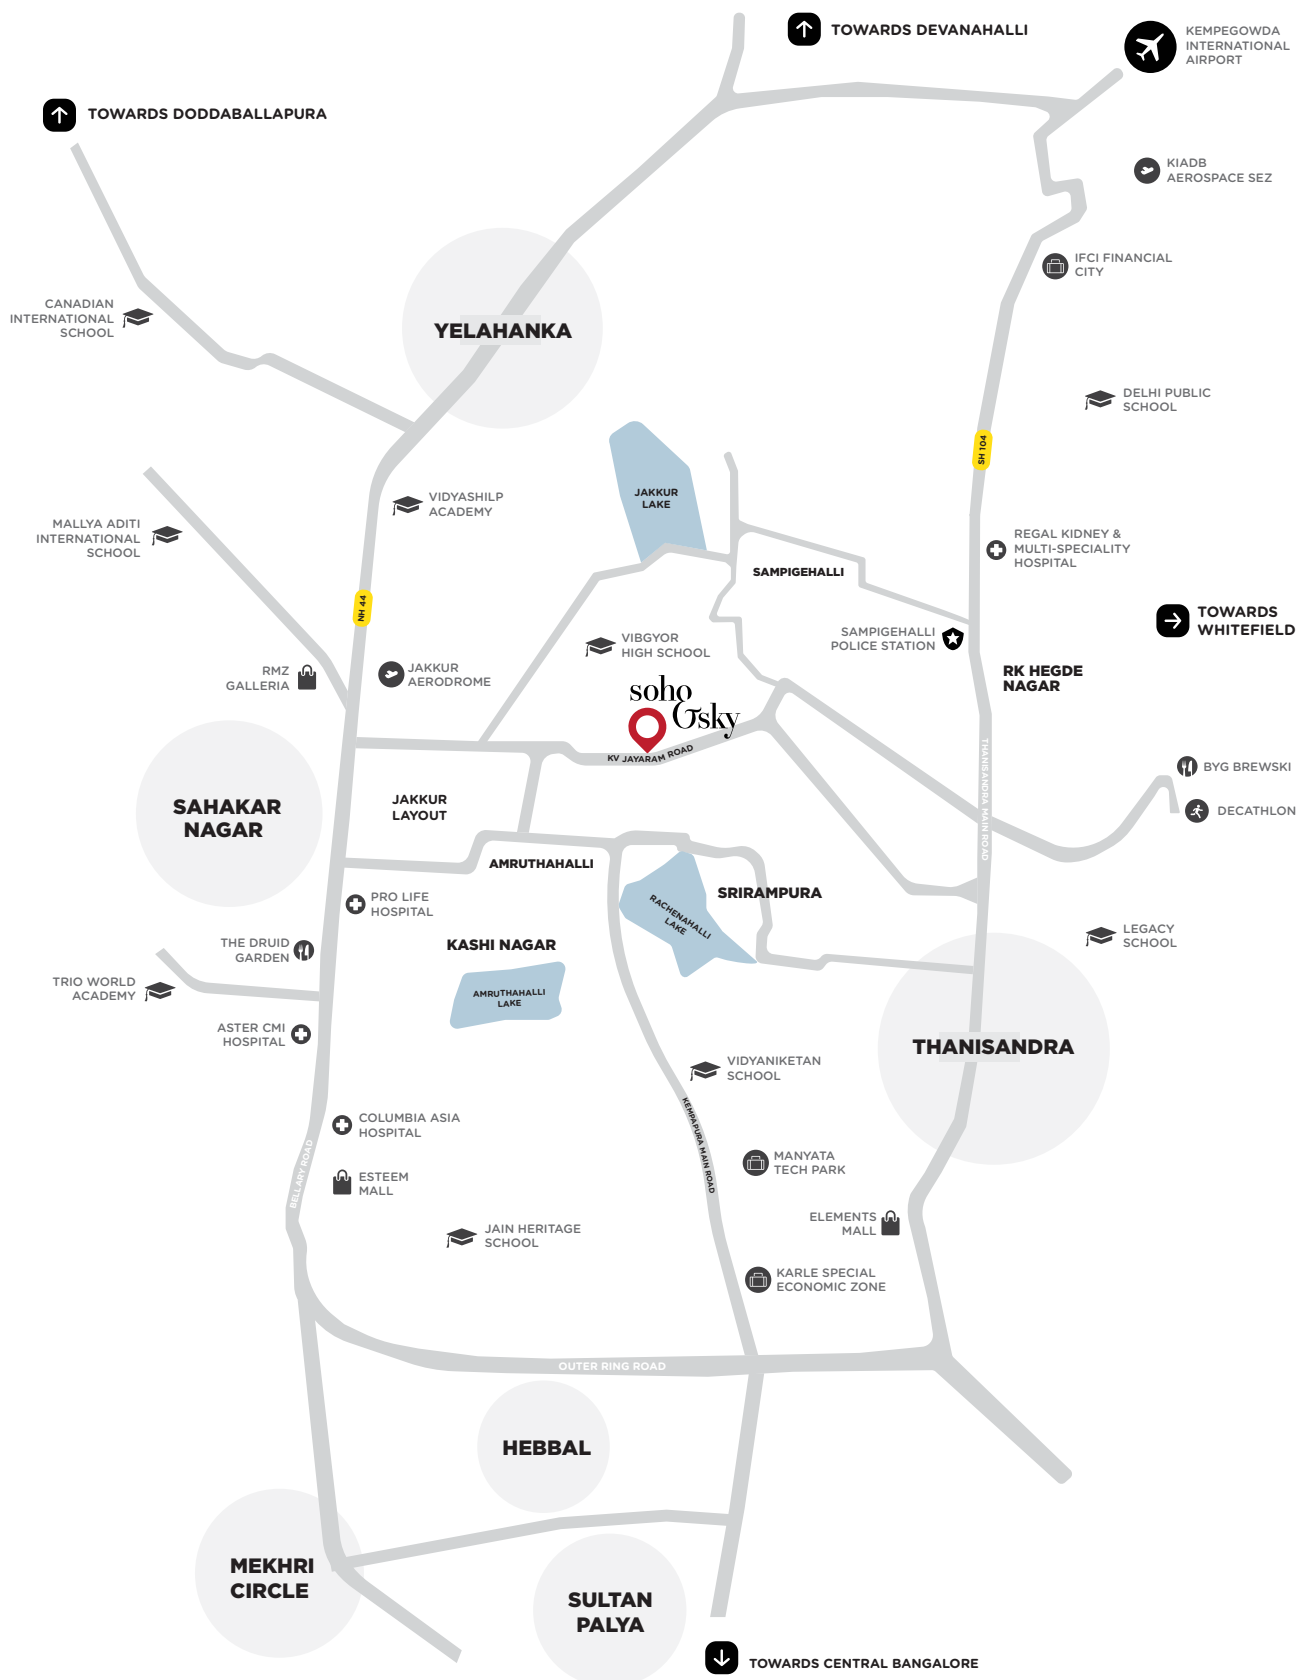 TOWARDS DEVANAHALLI
KEMPEGOWDA
INTERNATIONAL
AIRPORT
TOWARDS DODDABALLAPURA
KIADB
AEROSPACE SEZ
IFCI FINANCIAL
CITY
CANADIAN
INTERNATIONAL
SCHOOL
YELAHANKA
DELHI PUBLIC
SCHOOL
SH 104
JAKKUR
LAKE
VIDYASHILP
ACADEMY
MALLYA ADITI
INTERNATIONAL
SCHOOL
REGAL KIDNEY &
MULTI-SPECIALITY
HOSPITAL
SAMPIGEHALLI
NH 44
TOWARDS
WHITEFIELD
SAMPIGEHALLI
POLICE STATION
VIBGYOR
HIGH SCHOOL
RMZ
GALLERIA
JAKKUR
AERODROME
RK HEGDE
NAGAR
soho
&sky
KV JAYARAM ROAD
THANISANDRA MAIN ROAD
BYG BREWSKI
DECATHLON
SAHAKAR
NAGAR
JAKKUR
LAYOUT
AMRUTHAHALLI
SRIRAMPURA
PRO LIFE
HOSPITAL
RACHENAHALLI
LAKE
KASHI NAGAR
THE DRUID
GARDEN
LEGACY
SCHOOL
TRIO WORLD
ACADEMY
AMRUTHAHALLI
LAKE
ASTER CMI
HOSPITAL
THANISANDRA
VIDYANIKETAN
SCHOOL
COLUMBIA ASIA
HOSPITAL
KEMPAPURA MAIN ROAD
BELLARY ROAD
MANYATA
TECH PARK
ESTEEM
MALL
ELEMENTS
MALL
JAIN HERITAGE
SCHOOL
KARLE SPECIAL
ECONOMIC ZONE
OUTER RING ROAD
HEBBAL
MEKHRI
CIRCLE
SULTAN
PALYA
TOWARDS CENTRAL BANGALORE